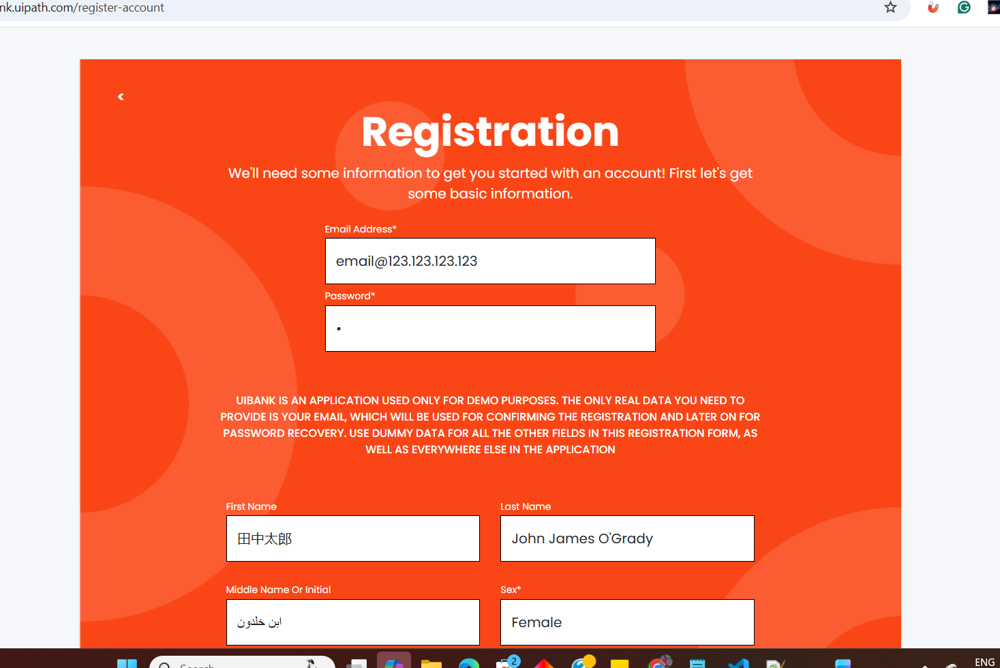 nk.uipath.com/register-account
Registration
We'll need some information to get you started with an account! First let's get
some basic information.
Email Address*
email@123.123.123.123
Password*
•
UIBANK IS AN APPLICATION USED ONLY FOR DEMO PURPOSES. THE ONLY REAL DATA YOU NEED TO
PROVIDE IS YOUR EMAIL, WHICH WILL BE USED FOR CONFIRMING THE REGISTRATION AND LATER ON FOR
PASSWORD RECOVERY. USE DUMMY DATA FOR ALL THE OTHER FIELDS IN THIS REGISTRATION FORM, AS
WELL AS EVERYWHERE ELSE IN THE APPLICATION
First Name
Last Name
田中太郎
John James O'Grady
Middle Name Or Initial
Sex*
ابن خلدون
Female
Search
2
ENG